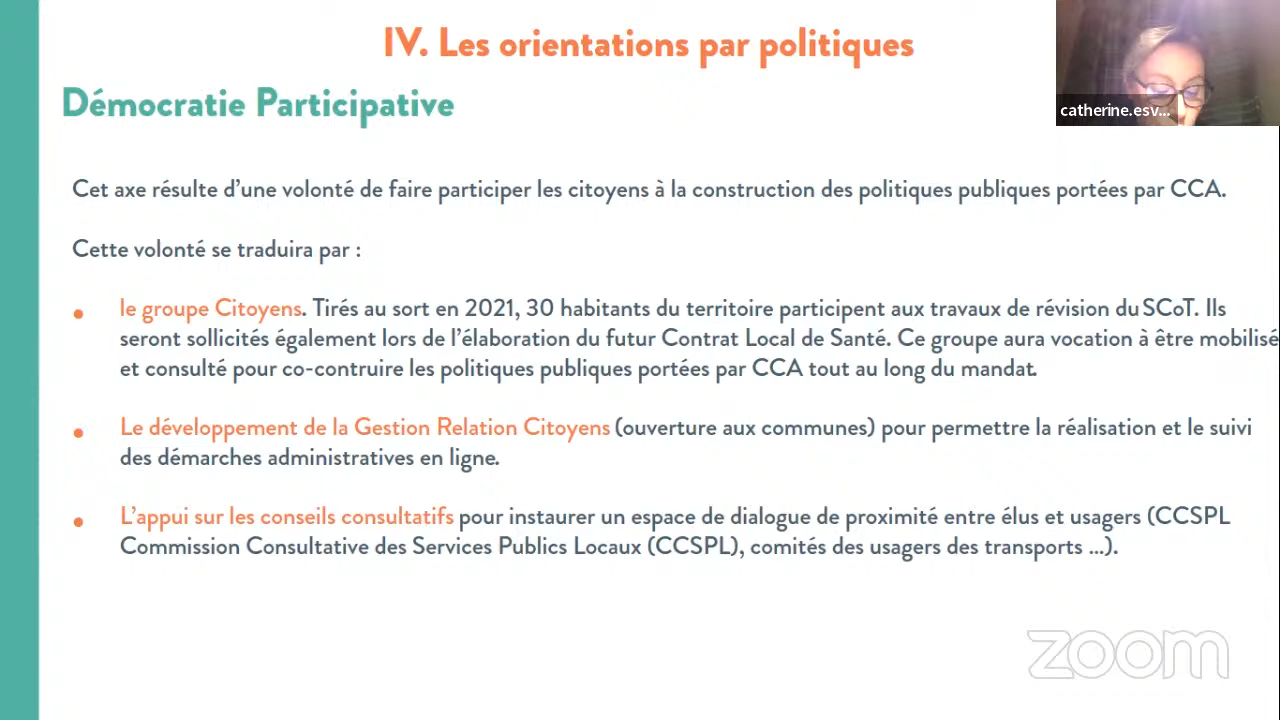 IV. Les orientations par politiques
Démocratie Participative
catherine.esv...
Cet axe résulte d’une volonté de faire participer les citoyens à la construction des politiques publiques portées par CCA.
Cette volonté se traduira par :
• le groupe Citoyens. Tirés au sort en 2021, 30 habitants du territoire participent aux travaux de révision du SCoT. Ils
seront sollicités également lors de l’élaboration du futur Contrat Local de Santé. Ce groupe aura vocation à être mobilisé
et consulté pour co-contruire les politiques publiques portées par CCA tout au long du mandat.
• Le développement de la Gestion Relation Citoyens (ouverture aux communes) pour permettre la réalisation et le suivi
des démarches administratives en ligne.
• L’appui sur les conseils consultatifs pour instaurer un espace de dialogue de proximité entre élus et usagers (CCSPL
Commission Consultative des Services Publics Locaux (CCSPL), comités des usagers des transports ...).
zoom